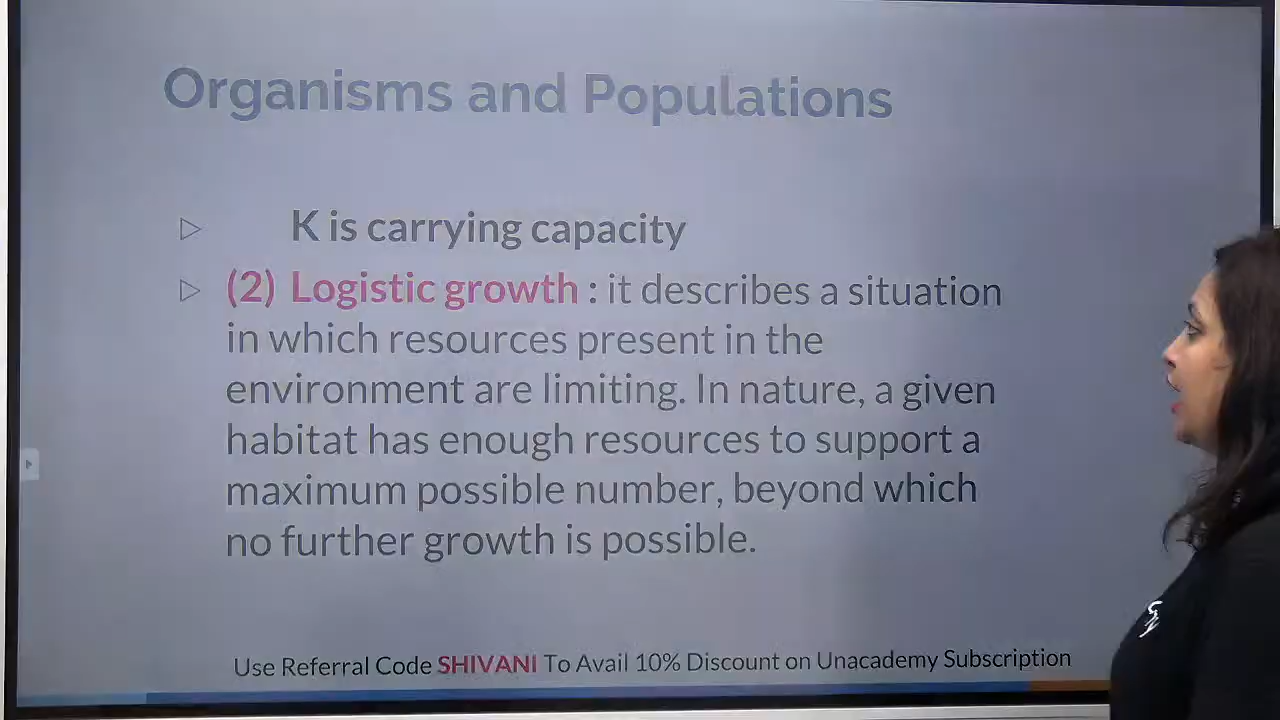 Organisms and Populations
K is carrying capacity
(2) Logistic growth : it describes a situation
in which resources present in the
environment are limiting. In nature, a given
habitat has enough resources to support a
maximum possible number, beyond which
no further growth is possible.
Use Referral Code SHIVANI To Avail 10% Discount on Unacademy Subscription